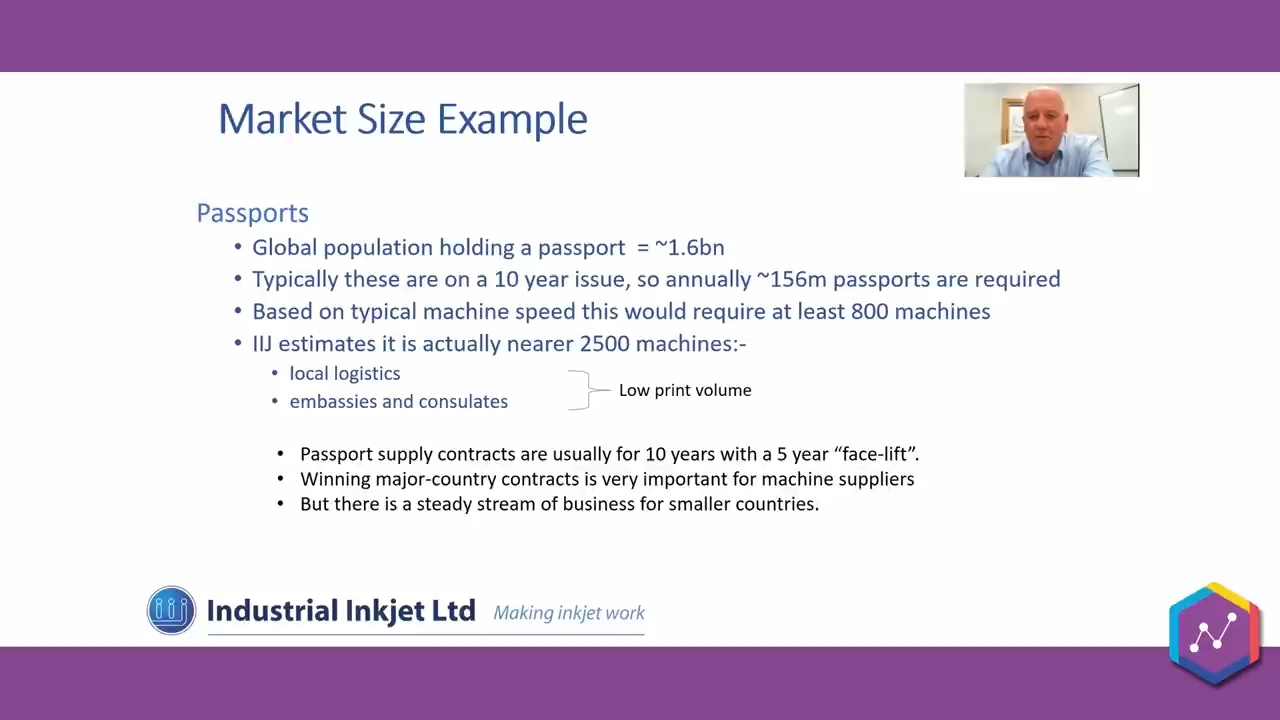 Market Size Example
Passports
• Global population holding a passport = ~1.6bn
• Typically these are on a 10 year issue, so annually ~156m passports are required
• Based on typical machine speed this would require at least 800 machines
• IIJ estimates it is actually nearer 2500 machines:-
• local logistics
• embassies and consulates
Low print volume
• Passport supply contracts are usually for 10 years with a 5 year “face-lift”.
• Winning major-country contracts is very important for machine suppliers
• But there is a steady stream of business for smaller countries.
iij Industrial Inkjet Ltd Making inkjet work